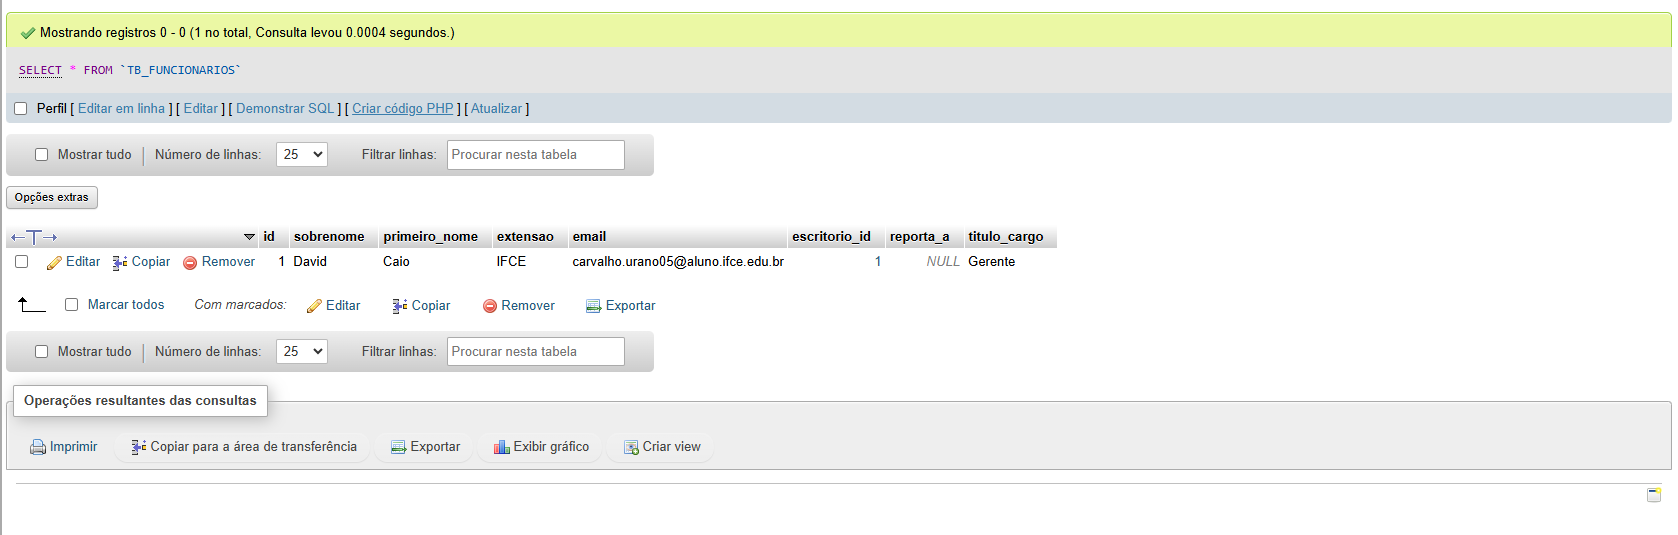 Mostrando registros 0 - 0 (1 no total, Consulta levou 0.0004 segundos.)
SELECT * FROM `TB_FUNCIONARIOS`
Perfil [ Editar em linha ] [ Editar ] [ Demonstrar SQL ] [ Criar código PHP ] [ Atualizar ]
Mostrar tudo Número de linhas: 25 Filtrar linhas: Procurar nesta tabela
Opções extras
id sobrenome primeiro_nome extensao email escritorio_id reporta_a titulo_cargo
Editar Copiar Remover 1 David Caio IFCE carvalho.urano05@aluno.ifce.edu.br 1 NULL Gerente
Marcar todos Com marcados: Editar Copiar Remover Exportar
Mostrar tudo Número de linhas: 25 Filtrar linhas: Procurar nesta tabela
Operações resultantes das consultas
Imprimir Copiar para a área de transferência Exportar Exibir gráfico Criar view